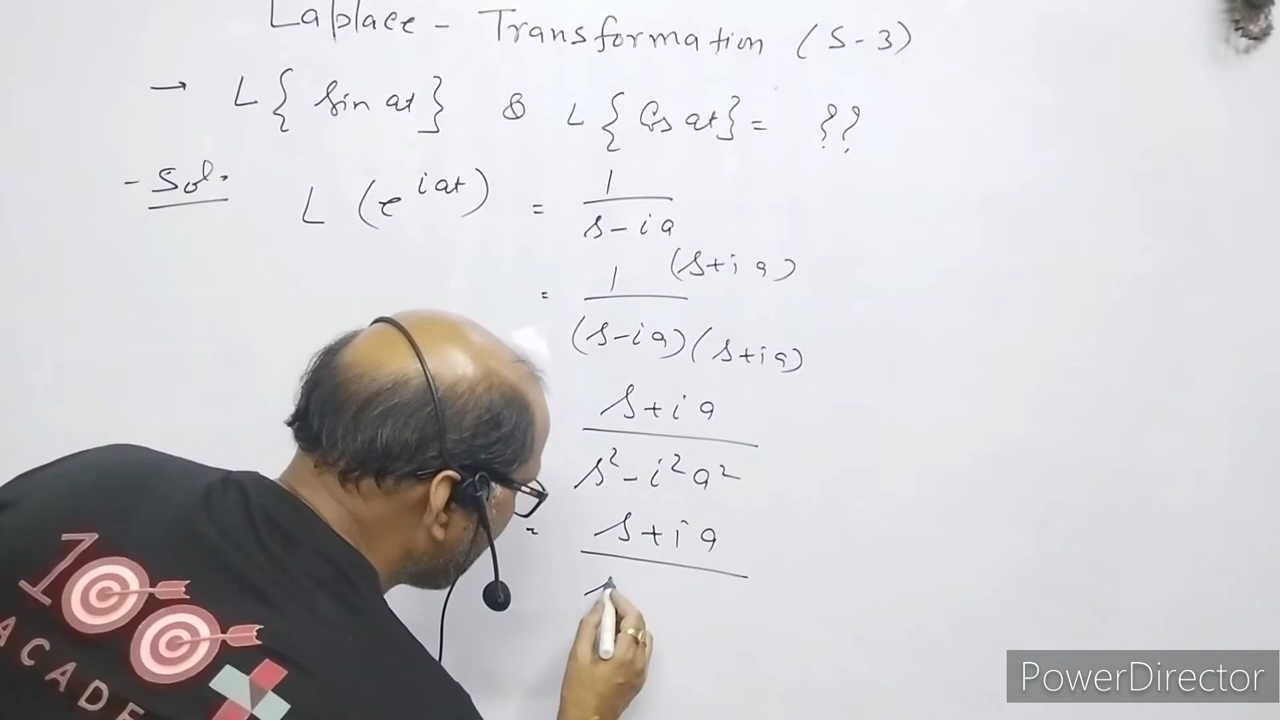 Laplace - Transformation (S-3)
→ L{ Sin at} & L{ Cos at} = ??
- Sol.
L (e^{iat}) = 1 / (s - ia)
= 1 (s+ia) / (s-ia)(s+ia)
s+ia / s² - i²a²
= s+ia / s
100
ACADE
PowerDirector